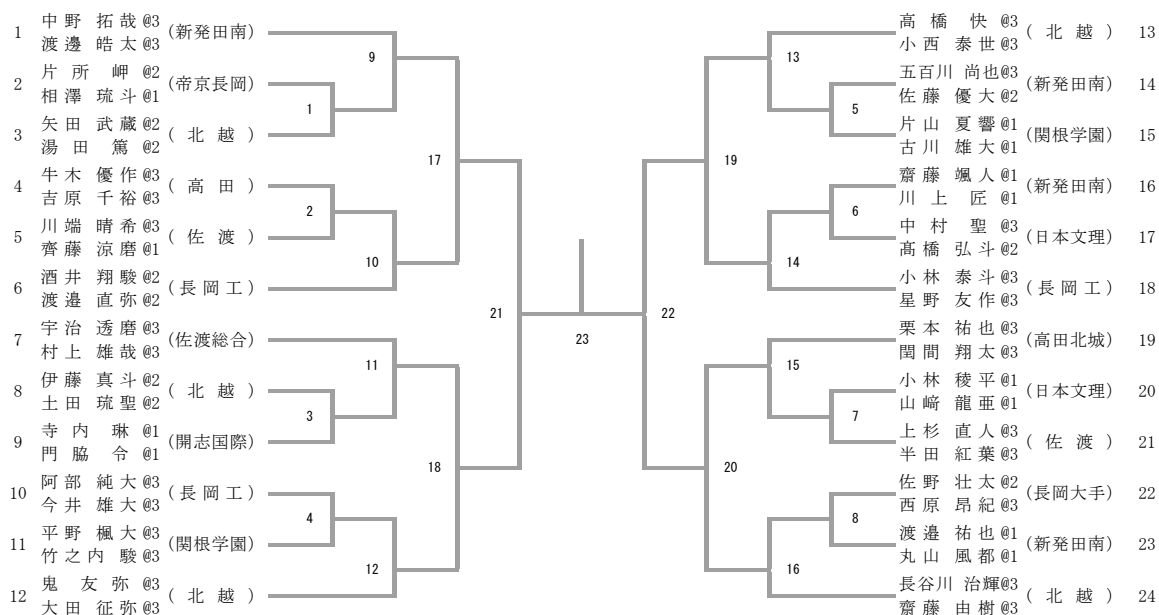 1 中野 拓哉@3 (新発田南)
渡邊 皓太@3
2 片所 岬@2 (帝京長岡)
相澤 琉斗@1
3 矢田 武蔵@2 (北越)
湯田 篤@2
4 牛木 優作@3 (高田)
吉原 千裕@3
5 川端 晴希@3 (佐渡)
齊藤 涼磨@1
6 酒井 翔駿@2 (長岡工)
渡邉 直弥@2
7 宇治 透磨@3 (佐渡総合)
村上 雄哉@3
8 伊藤 真斗@2 (北越)
土田 琉聖@2
9 寺内 琳@1 (開志国際)
門脇 令@1
10 阿部 純大@3 (長岡工)
今井 雄大@3
11 平野 楓大@3 (関根学園)
竹之内 駿@3
12 鬼 友弥@3 (北越)
大田 征弥@3
9
1
17
2
10
21
11
3
18
4
12
23
13
5
19
6
14
22
15
7
20
8
16
高橋 快@3 (北越) 13
小西 泰世@3
五百川 尚也@3 (新発田南) 14
佐藤 優大@2
片山 夏響@1 (関根学園) 15
古川 雄大@1
齋藤 颯人@1 (新発田南) 16
川上 匠@1
中村 聖@3 (日本文理) 17
髙橋 弘斗@2
小林 泰斗@3 (長岡工) 18
星野 友作@3
栗本 祐也@3 (高田北城) 19
閏間 翔太@3
小林 稜平@1 (日本文理) 20
山﨑 龍亜@1
上杉 直人@3 (佐渡) 21
半田 紅葉@3
佐野 壮太@2 (長岡大手) 22
西原 昂紀@3
渡邉 祐也@1 (新発田南) 23
丸山 風都@1
長谷川 治輝@3 (北越) 24
齋藤 由樹@3